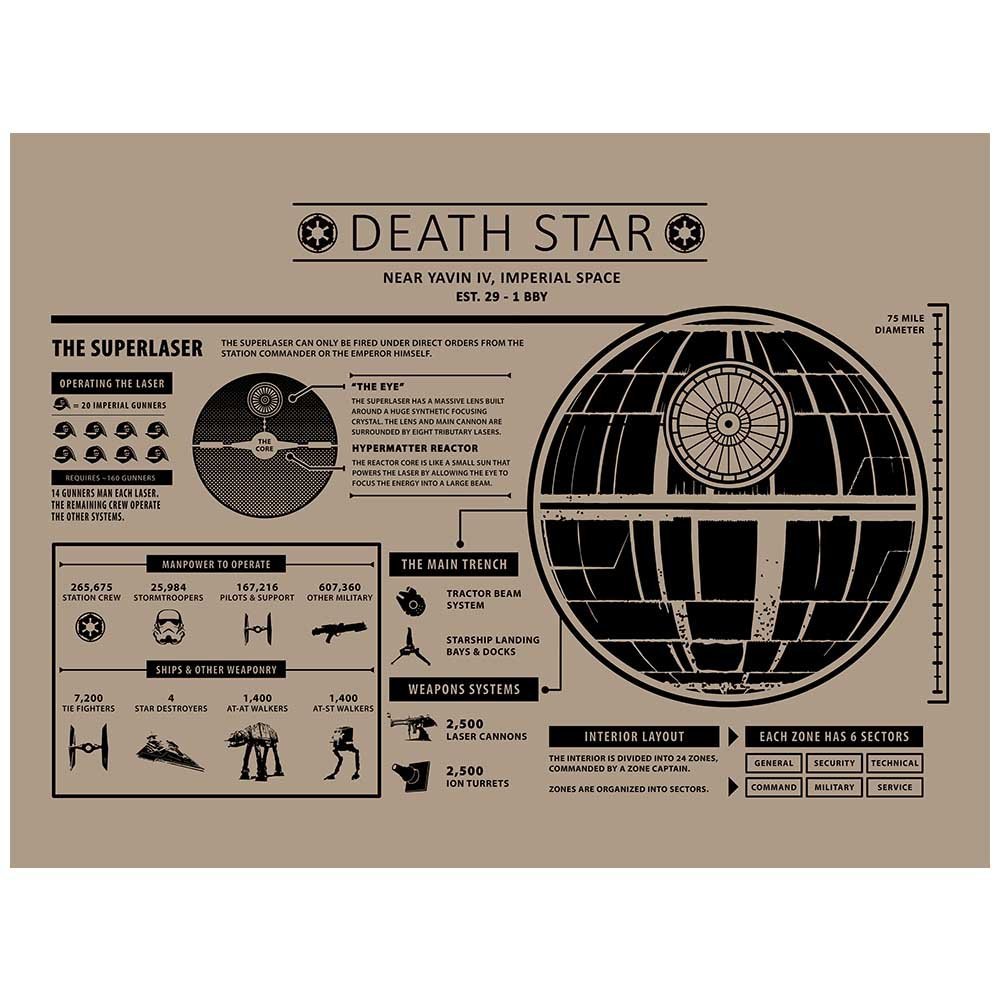 DEATH STAR
NEAR YAVIN IV, IMPERIAL SPACE
EST. 29 - 1 BBY
75 MILE
DIAMETER
THE SUPERLASER
THE SUPERLASER CAN ONLY BE FIRED UNDER DIRECT ORDERS FROM THE
STATION COMMANDER OR THE EMPEROR HIMSELF.
OPERATING THE LASER
= 20 IMPERIAL GUNNERS
REQUIRES ~160 GUNNERS
14 GUNNERS MAN EACH LASER.
THE REMAINING CREW OPERATE
THE OTHER SYSTEMS.
THE
CORE
"THE EYE"
THE SUPERLASER HAS A MASSIVE LENS BUILT
AROUND A HUGE SYNTHETIC FOCUSING
CRYSTAL. THE LENS AND MAIN CANNON ARE
SURROUNDED BY EIGHT TRIBUTARY LASERS.
HYPERMATTER REACTOR
THE REACTOR CORE IS LIKE A SMALL SUN THAT
POWERS THE LASER BY ALLOWING THE EYE TO
FOCUS THE ENERGY INTO A LARGE BEAM.
MANPOWER TO OPERATE
265,675
STATION CREW
25,984
STORMTROOPERS
167,216
PILOTS & SUPPORT
607,360
OTHER MILITARY
SHIPS & OTHER WEAPONRY
7,200
TIE FIGHTERS
4
STAR DESTROYERS
1,400
AT-AT WALKERS
1,400
AT-ST WALKERS
THE MAIN TRENCH
TRACTOR BEAM
SYSTEM
STARSHIP LANDING
BAYS & DOCKS
WEAPONS SYSTEMS
2,500
LASER CANNONS
2,500
ION TURRETS
INTERIOR LAYOUT
THE INTERIOR IS DIVIDED INTO 24 ZONES,
COMMANDED BY A ZONE CAPTAIN.
ZONES ARE ORGANIZED INTO SECTORS.
EACH ZONE HAS 6 SECTORS
GENERAL SECURITY TECHNICAL
COMMAND MILITARY SERVICE